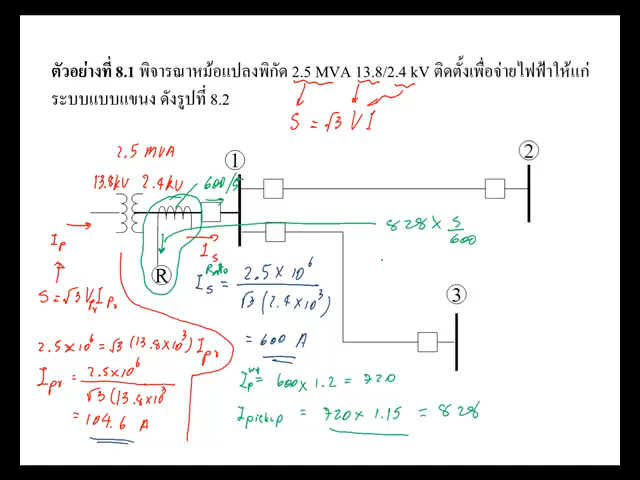 ตัวอย่างที่ 8.1 พิจารณาหม้อแปลงพิกัด 2.5 MVA 13.8/2.4 kV ติดตั้งเพื่อจ่ายไฟฟ้าให้แก่
ระบบแบบแขนง ดังรูปที่ 8.2
S = √3 V I
2.5 MVA
13.8kV 2.4kV 600/5
1
2
828 × 5/600
Ip
Is
R
S = √3 Vpr Ipr
Is Rate = 2.5 × 10^6 / √3 (2.4 × 10^3)
= 600 A
3
2.5 × 10^6 = √3 (13.8 × 10^3) Ipr
Ipr = 2.5 × 10^6 / √3 (13.8 × 10^3)
= 104.6 A
= 600 × 1.2 = 720
Ipickup = 720 × 1.15 = 828